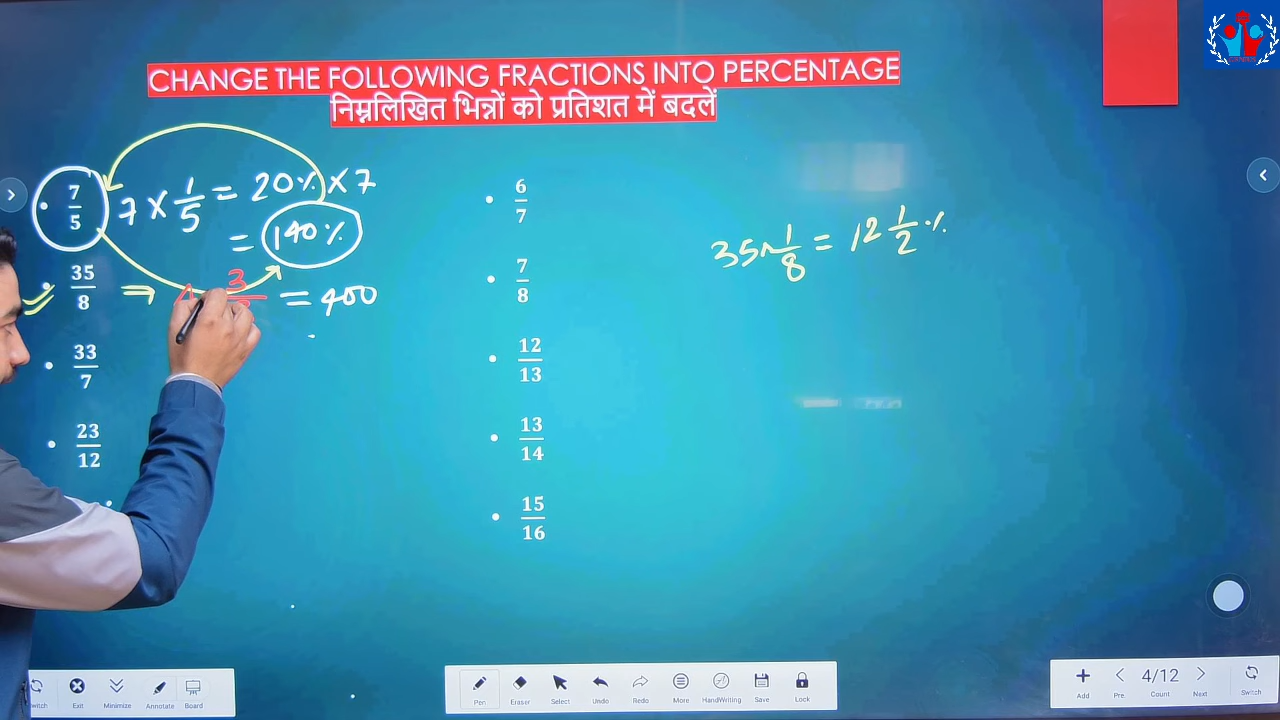 CHANGE THE FOLLOWING FRACTIONS INTO PERCENTAGE
निम्नलिखित भिन्नों को प्रतिशत में बदलें
• 7/5 7 × 1/5 = 20% × 7
= 140%
• 35/8 ⇒ 3 = 400
• 33/7
• 23/12
• 6/7
• 7/8
• 12/13
• 13/14
• 15/16
35 × 1/8 = 12 1/2 %
Exit
Minimize
Annotate
Board
Pen
Eraser
Select
Undo
Redo
More
HandWriting
Save
Lock
Add
Pre.
4/12
Count
Next
Switch